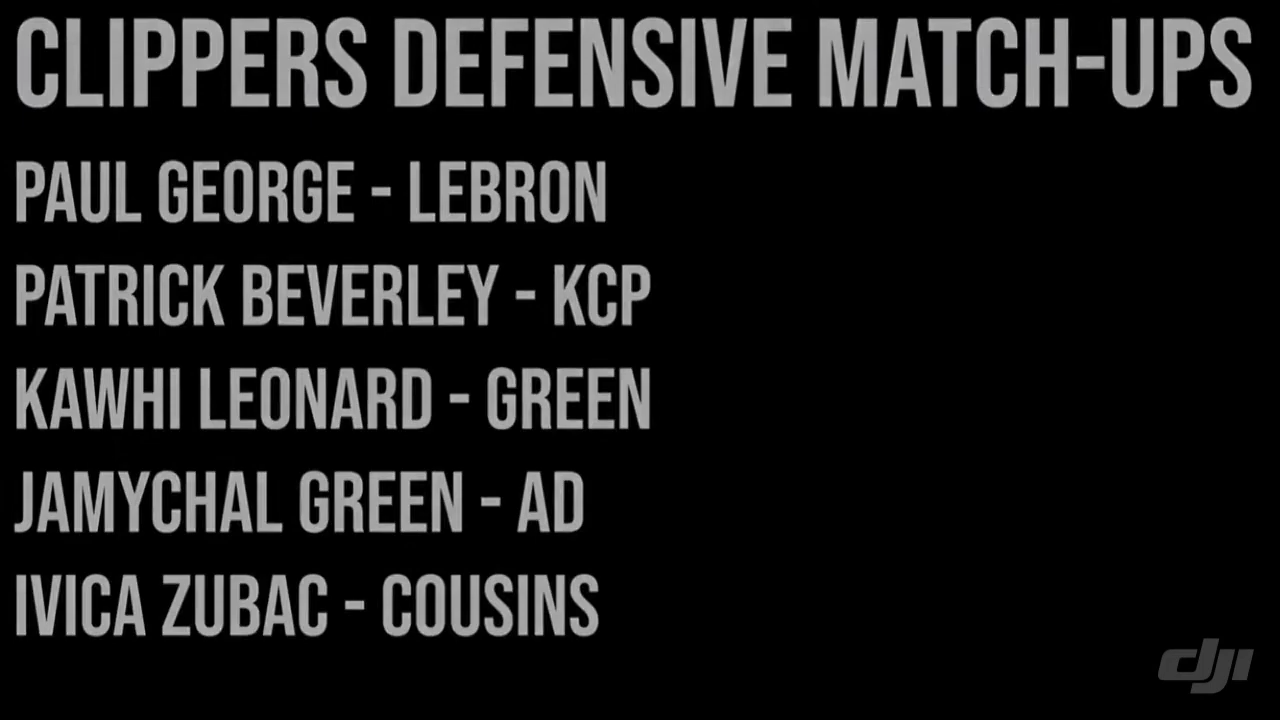 CLIPPERS DEFENSIVE MATCH-UPS
PAUL GEORGE - LEBRON
PATRICK BEVERLEY - KCP
KAWHI LEONARD - GREEN
JAMYCHAL GREEN - AD
IVICA ZUBAC - COUSINS
dji